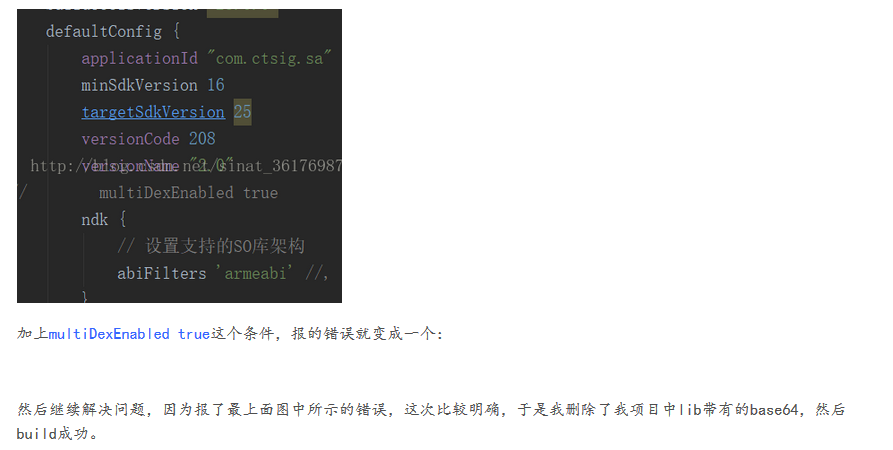 defaultConfig {
applicationId "com.ctsig.sa"
minSdkVersion 16
targetSdkVersion 25
versionCode 208
versionName "2.0"
http://blog.csdn.net/sinat_36176987
// multiDexEnabled true
ndk {
// 设置支持的SO库架构
abiFilters 'armeabi' //,
}
加上multiDexEnabled true这个条件，报的错误就变成一个：
然后继续解决问题，因为报了最上面图中所示的错误，这次比较明确，于是我删除了我项目中lib带有的base64，然后
build成功。